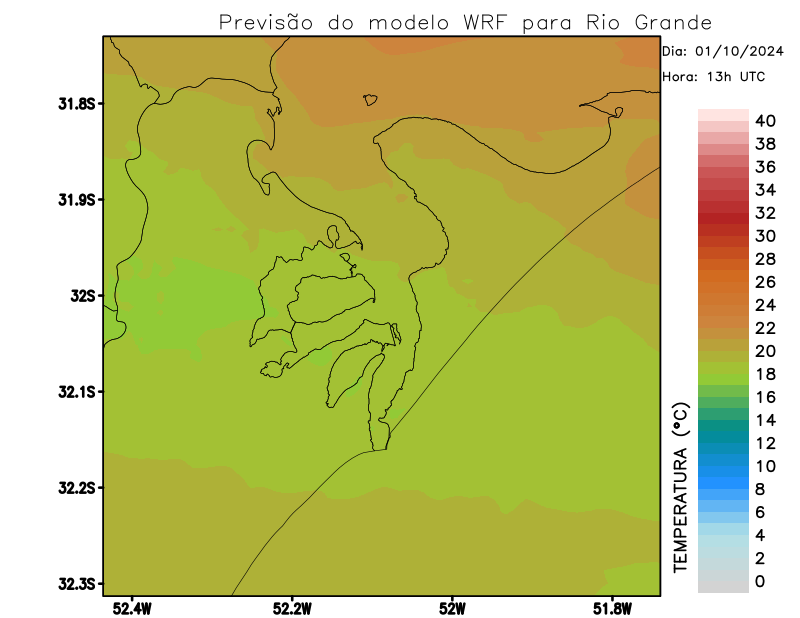 Previsão do modelo WRF para Rio Grande
Dia: 01/10/2024
Hora: 13h UTC
31.8S
31.9S
32S
32.1S
32.2S
32.3S
52.4W
52.2W
52W
51.8W
TEMPERATURA (°C)
40
38
36
34
32
30
28
26
24
22
20
18
16
14
12
10
8
6
4
2
0